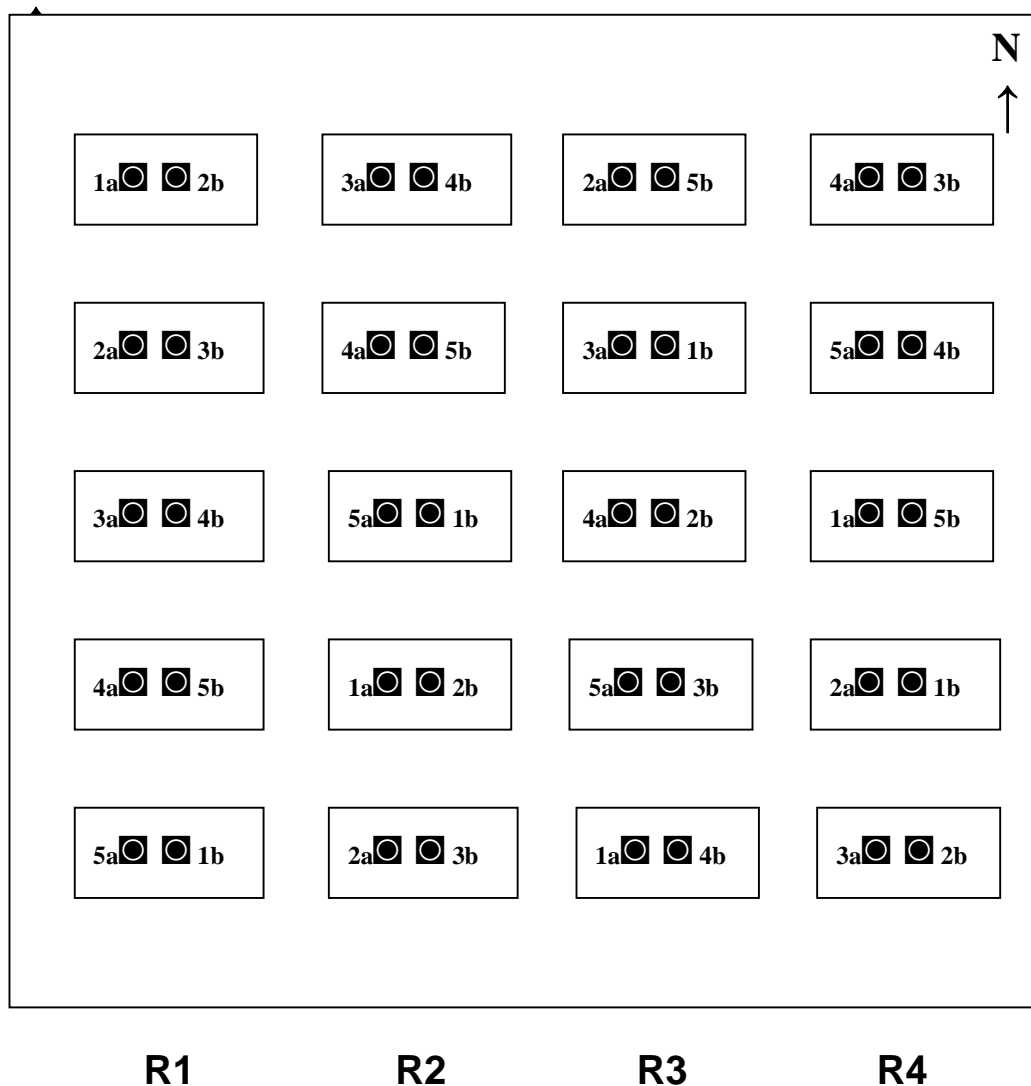 N
↑
1a 2b 3a 4b 2a 5b 4a 3b
2a 3b 4a 5b 3a 1b 5a 4b
3a 4b 5a 1b 4a 2b 1a 5b
4a 5b 1a 2b 5a 3b 2a 1b
5a 1b 2a 3b 1a 4b 3a 2b
R1 R2 R3 R4